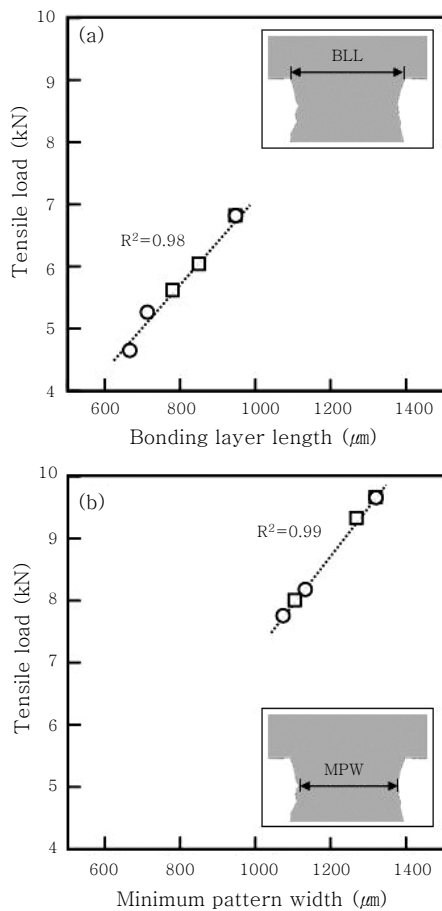 (a)
BLL
R²=0.98
10
9
8
7
6
5
4
Tensile load (kN)
600 800 1000 1200 1400
Bonding layer length (μm)
(b)
R²=0.99
MPW
10
9
8
7
6
5
4
Tensile load (kN)
600 800 1000 1200 1400
Minimum pattern width (μm)